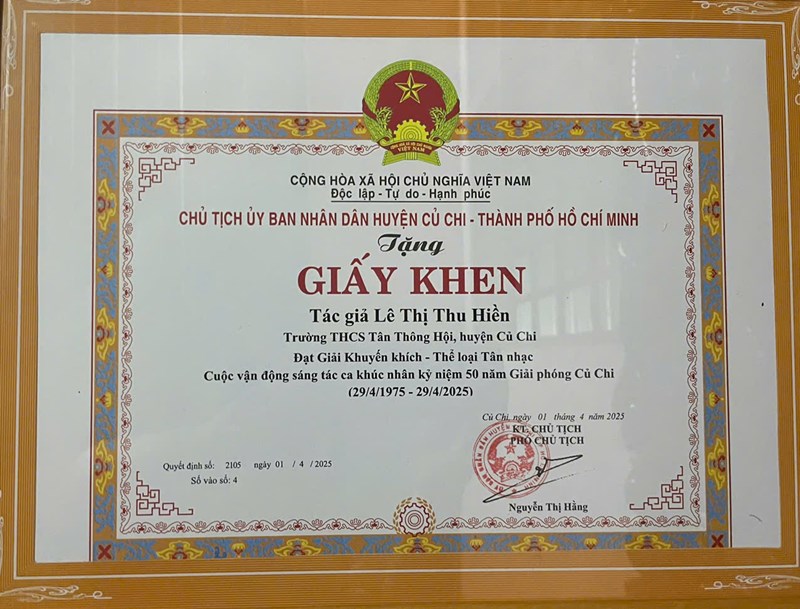 CỘNG HÒA XÃ HỘI CHỦ NGHĨA VIỆT NAM
Độc lập - Tự do - Hạnh phúc
CHỦ TỊCH ỦY BAN NHÂN DÂN HUYỆN CỦ CHI - THÀNH PHỐ HỒ CHÍ MINH
Tặng
GIẤY KHEN
Tác giả Lê Thị Thu Hiền
Trường THCS Tân Thông Hội, huyện Củ Chi
Đạt Giải Khuyến khích - Thể loại Tân nhạc
Cuộc vận động sáng tác ca khúc nhân kỷ niệm 50 năm Giải phóng Củ Chi
(29/4/1975 - 29/4/2025)
Củ Chi, ngày 01 tháng 4 năm 2025
KT. CHỦ TỊCH
PHÓ CHỦ TỊCH
Quyết định số: 2105 ngày 01 / 4 /2025
Số vào sổ: 4
Nguyễn Thị Hằng